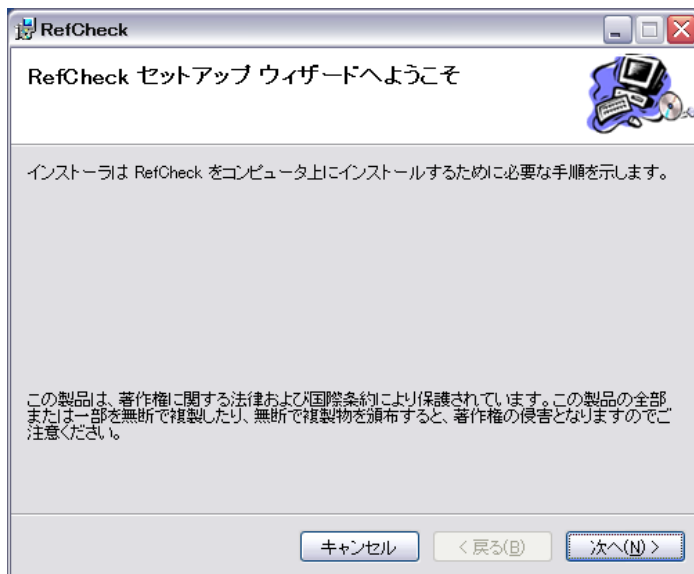 RefCheck
RefCheck セットアップ ウィザードへようこそ
インストーラは RefCheck をコンピュータ上にインストールするために必要な手順を示します。
この製品は、著作権に関する法律および国際条約により保護されています。この製品の全部
または一部を無断で複製したり、無断で複製物を頒布すると、著作権の侵害となりますのでご
注意ください。
キャンセル
< 戻る(B)
次へ(N) >